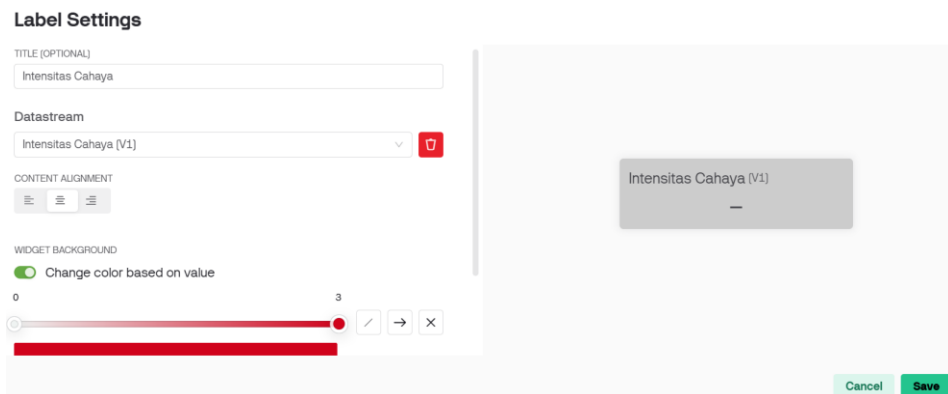 Label Settings
TITLE (OPTIONAL)
Intensitas Cahaya
Datastream
Intensitas Cahaya (V1)
CONTENT ALIGNMENT
WIDGET BACKGROUND
Change color based on value
0 3
Intensitas Cahaya (V1)
–
Cancel Save